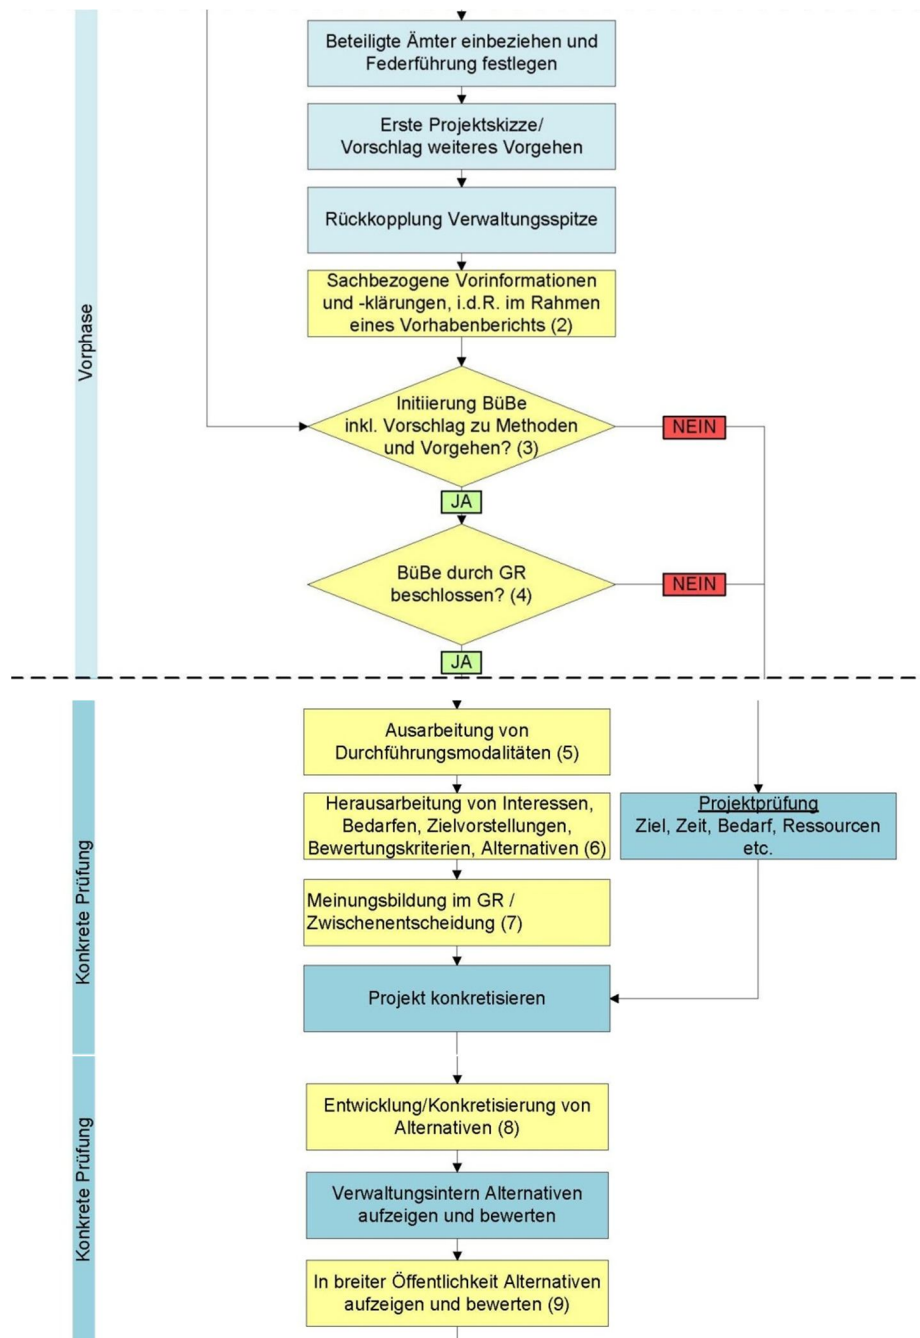 Vorphase
Beteiligte Ämter einbeziehen und
Federführung festlegen
Erste Projektskizze/
Vorschlag weiteres Vorgehen
Rückkopplung Verwaltungsspitze
Sachbezogene Vorinformationen
und -klärungen, i.d.R. im Rahmen
eines Vorhabenberichts (2)
Initiierung BüBe
inkl. Vorschlag zu Methoden
und Vorgehen? (3)
NEIN
JA
BüBe durch GR
beschlossen? (4)
NEIN
JA
Konkrete Prüfung
Ausarbeitung von
Durchführungsmodalitäten (5)
Herausarbeitung von Interessen,
Bedarfen, Zielvorstellungen,
Bewertungskriterien, Alternativen (6)
Projektprüfung
Ziel, Zeit, Bedarf, Ressourcen
etc.
Meinungsbildung im GR /
Zwischenentscheidung (7)
Projekt konkretisieren
Konkrete Prüfung
Entwicklung/Konkretisierung von
Alternativen (8)
Verwaltungsintern Alternativen
aufzeigen und bewerten
In breiter Öffentlichkeit Alternativen
aufzeigen und bewerten (9)